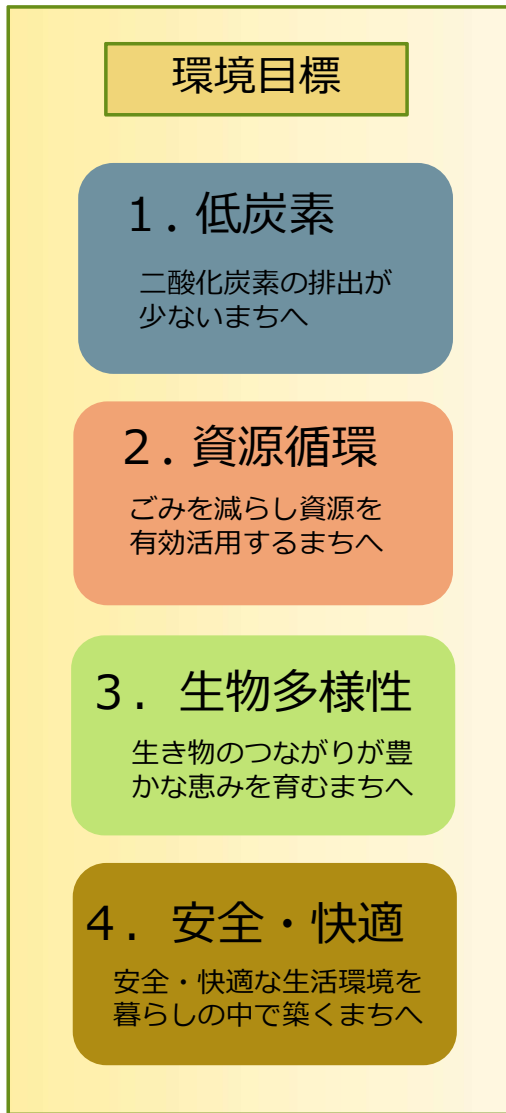 環境目標
１．低炭素
二酸化炭素の排出が
少ないまちへ
２．資源循環
ごみを減らし資源を
有効活用するまちへ
３． 生物多様性
生き物のつながりが豊
かな恵みを育むまちへ
４． 安全・快適
安全・快適な生活環境を
暮らしの中で築くまちへ